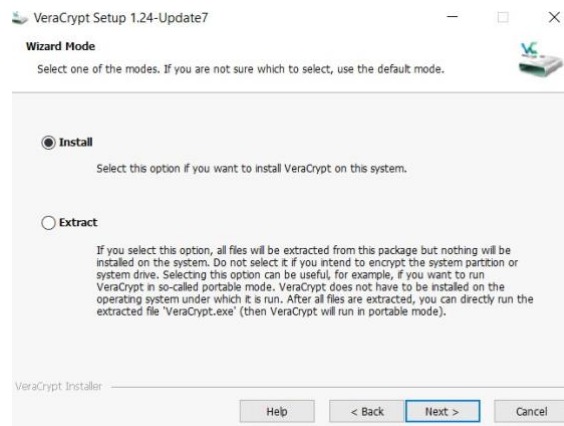 VeraCrypt Setup 1.24-Update7
Wizard Mode
Select one of the modes. If you are not sure which to select, use the default mode.
VC
Install
Select this option if you want to install VeraCrypt on this system.
Extract
If you select this option, all files will be extracted from this package but nothing will be
installed on the system. Do not select it if you intend to encrypt the system partition or
system drive. Selecting this option can be useful, for example, if you want to run
VeraCrypt in so-called portable mode. VeraCrypt does not have to be installed on the
operating system under which it is run. After all files are extracted, you can directly run the
extracted file 'VeraCrypt.exe' (then VeraCrypt will run in portable mode).
VeraCrypt Installer
Help < Back Next > Cancel